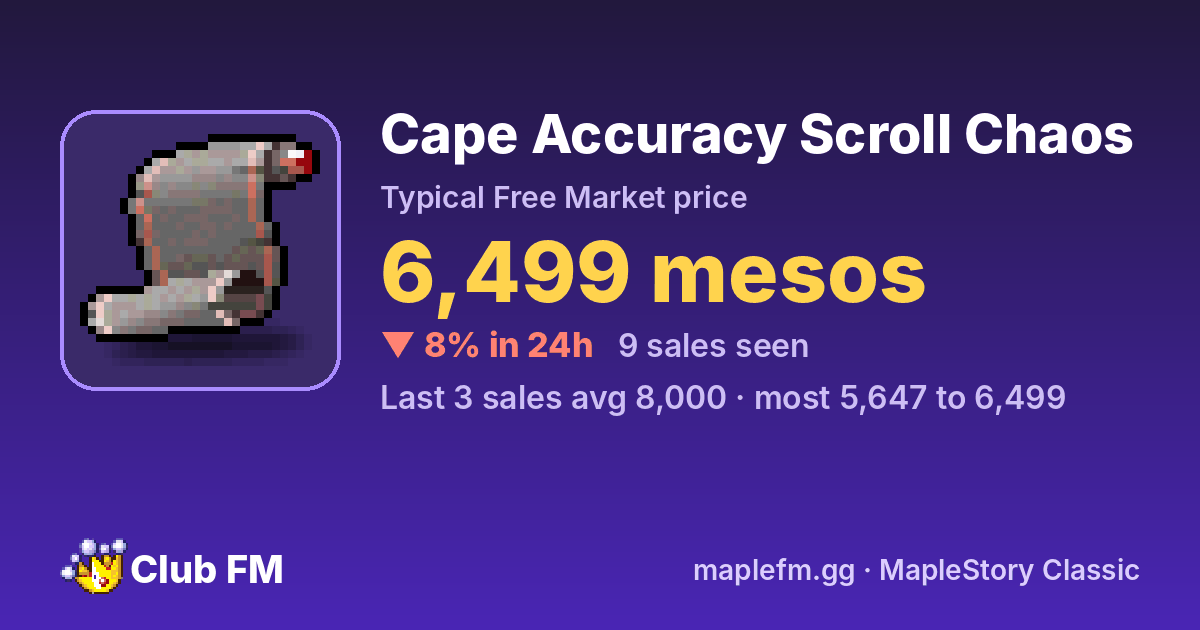 Cape Accuracy Scroll Chaos
Typical Free Market price
6,499 mesos
▼ 8% in 24h 9 sales seen
Last 3 sales avg 8,000 · most 5,647 to 6,499
Club FM
maplefm.gg · MapleStory Classic